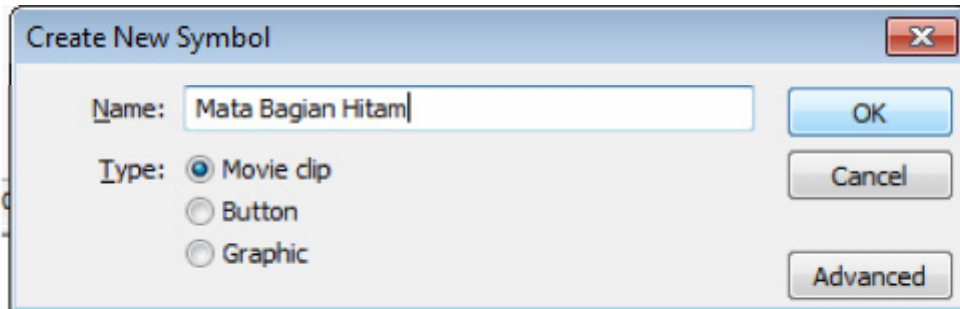 Create New Symbol
Name: Mata Bagian Hitam
OK
Type: Movie clip
Cancel
Button
Graphic
Advanced